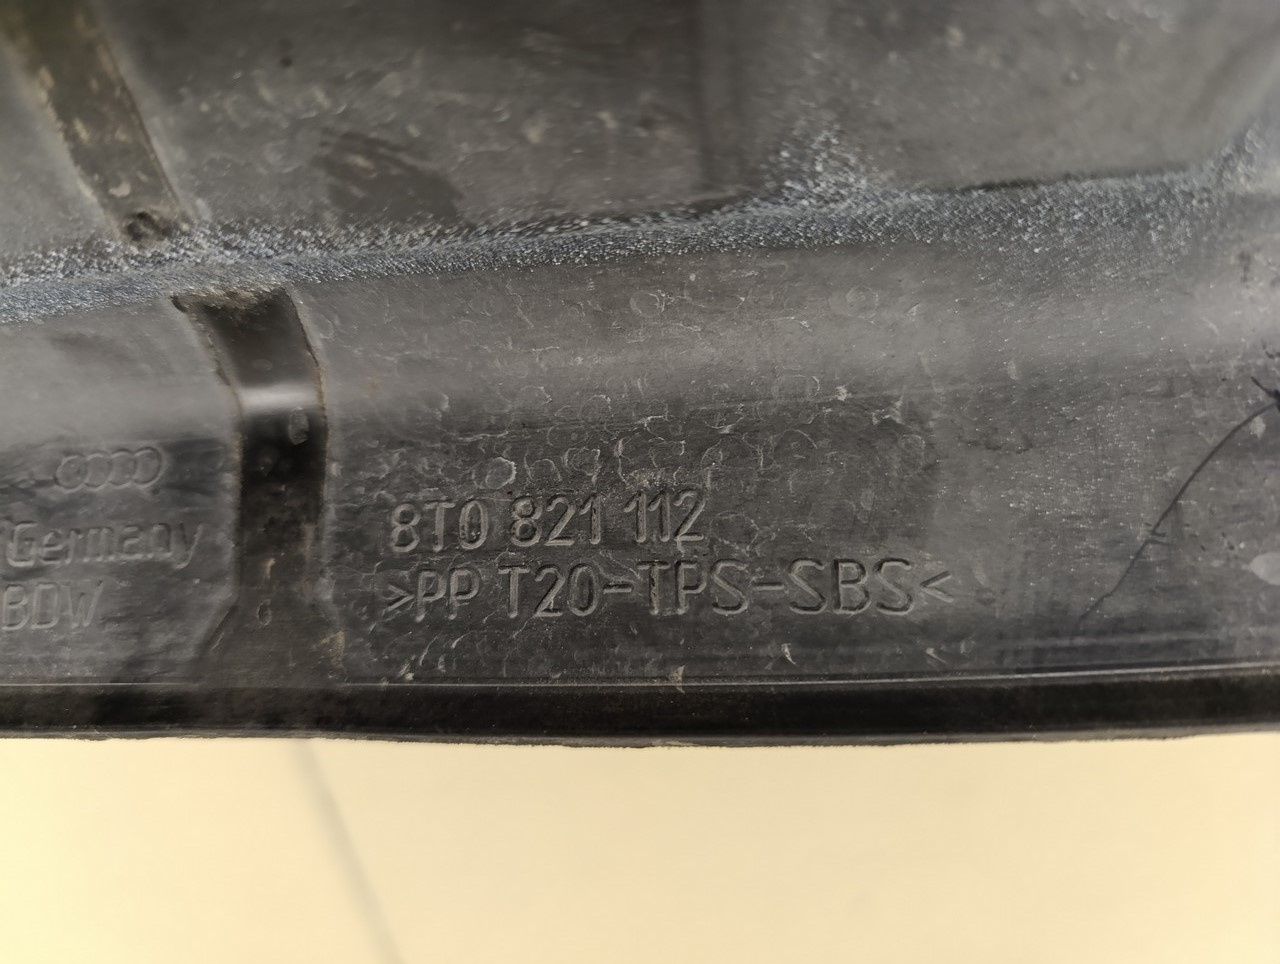 Germany
BDW
8T0 821 112
>PP T20-TPS-SBS<